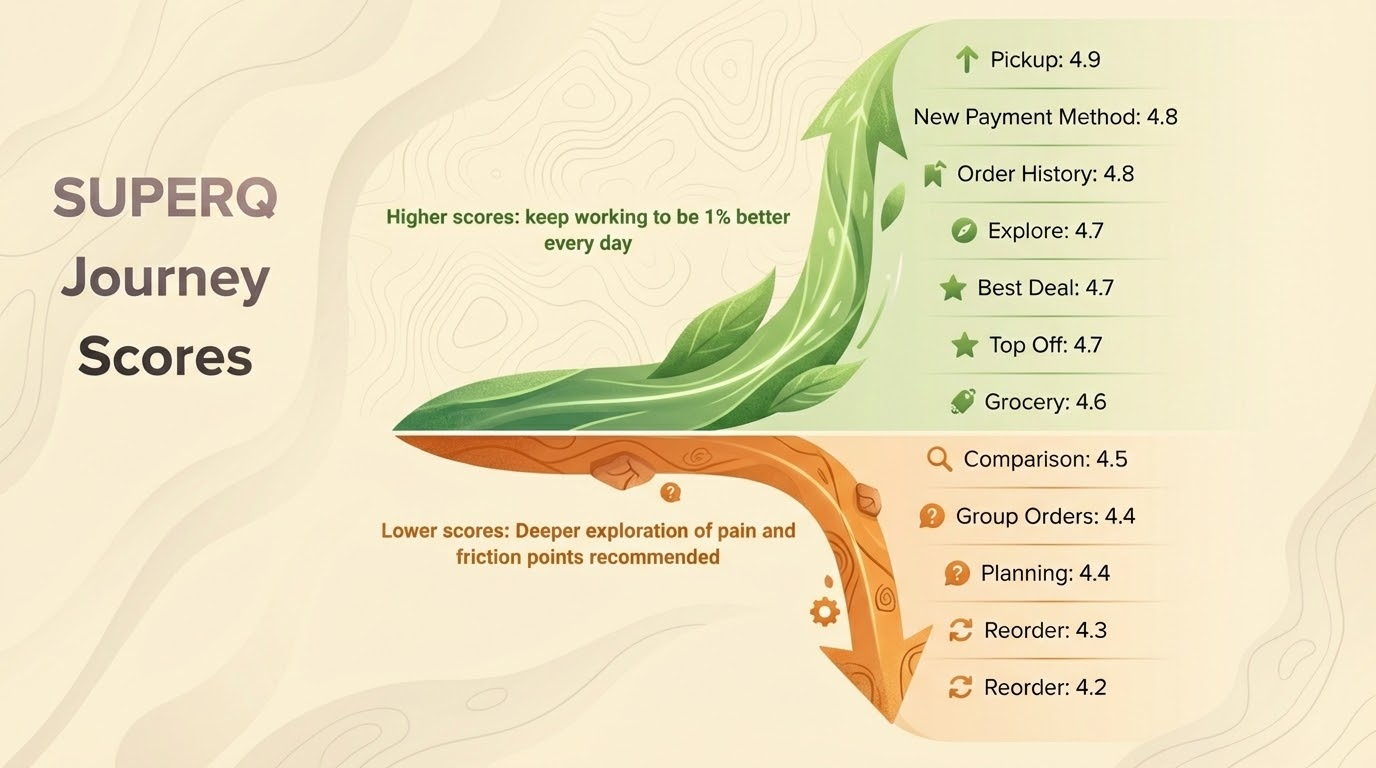 SUPERQ
Journey
Scores
Higher scores: keep working to be 1% better
every day
Lower scores: Deeper exploration of pain and
friction points recommended
Pickup: 4.9
New Payment Method: 4.8
Order History: 4.8
Explore: 4.7
Best Deal: 4.7
Top Off: 4.7
Grocery: 4.6
Comparison: 4.5
Group Orders: 4.4
Planning: 4.4
Reorder: 4.3
Reorder: 4.2